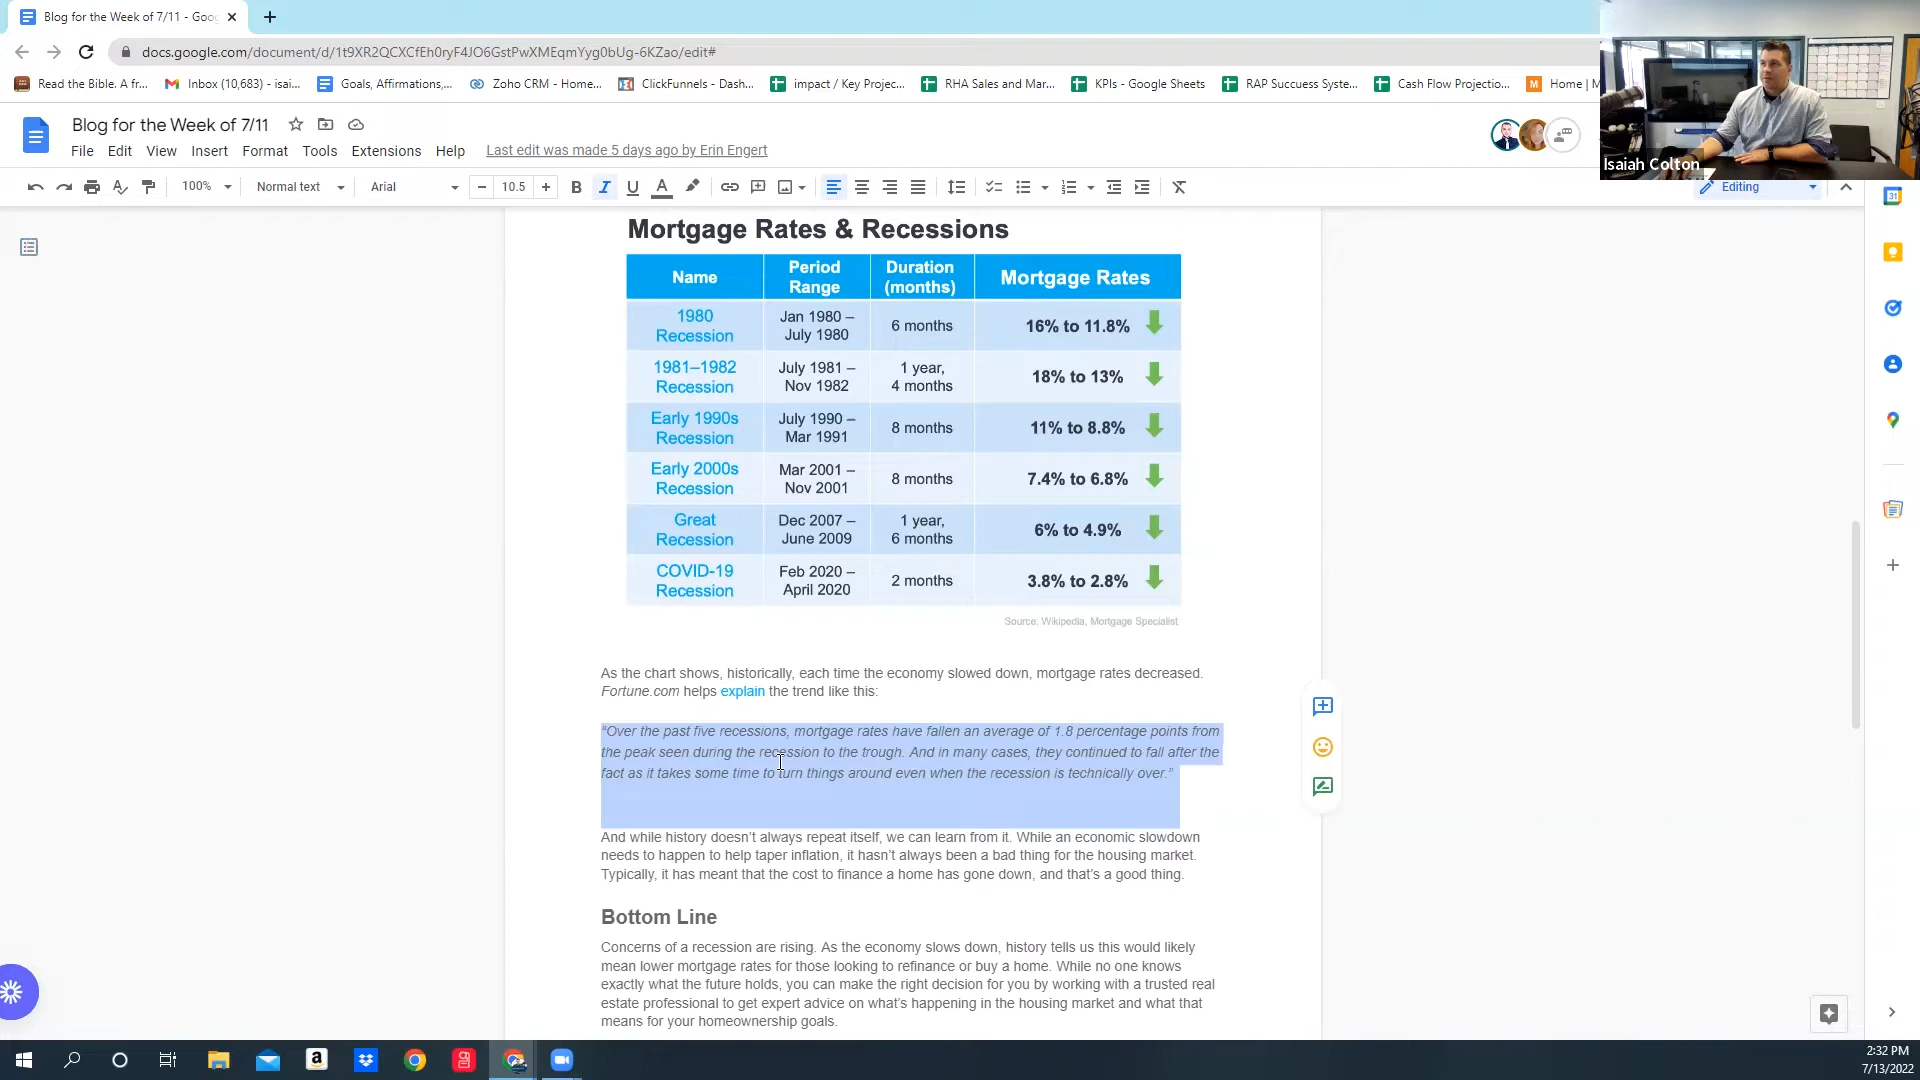 Blog for the Week of 7/11 - Goo
docs.google.com/document/d/1t9XR2QCXCfEh0ryF4JO6GstPwXMEqmYyg0bUg-6KZao/edit#
Read the Bible. A fr... Inbox (10,683) - isai... Goals, Affirmations,... Zoho CRM - Home... ClickFunnels - Dash... impact / Key Projec... RHA Sales and Mar... KPIs - Google Sheets RAP Succuess Syste... Cash Flow Projectio... Home | M
Blog for the Week of 7/11
File Edit View Insert Format Tools Extensions Help Last edit was made 5 days ago by Erin Engert
Isaiah Colton
100% Normal text Arial 10.5 B I U A Editing
Mortgage Rates & Recessions
Name Period Range Duration (months) Mortgage Rates
1980 Recession Jan 1980 – July 1980 6 months 16% to 11.8%
1981–1982 Recession July 1981 – Nov 1982 1 year, 4 months 18% to 13%
Early 1990s Recession July 1990 – Mar 1991 8 months 11% to 8.8%
Early 2000s Recession Mar 2001 – Nov 2001 8 months 7.4% to 6.8%
Great Recession Dec 2007 – June 2009 1 year, 6 months 6% to 4.9%
COVID-19 Recession Feb 2020 – April 2020 2 months 3.8% to 2.8%
Source: Wikipedia, Mortgage Specialist
As the chart shows, historically, each time the economy slowed down, mortgage rates decreased.
Fortune.com helps explain the trend like this:
“Over the past five recessions, mortgage rates have fallen an average of 1.8 percentage points from
the peak seen during the recession to the trough. And in many cases, they continued to fall after the
fact as it takes some time to turn things around even when the recession is technically over.”
And while history doesn’t always repeat itself, we can learn from it. While an economic slowdown
needs to happen to help taper inflation, it hasn’t always been a bad thing for the housing market.
Typically, it has meant that the cost to finance a home has gone down, and that’s a good thing.
Bottom Line
Concerns of a recession are rising. As the economy slows down, history tells us this would likely
mean lower mortgage rates for those looking to refinance or buy a home. While no one knows
exactly what the future holds, you can make the right decision for you by working with a trusted real
estate professional to get expert advice on what’s happening in the housing market and what that
means for your homeownership goals.
2:32 PM
7/13/2022